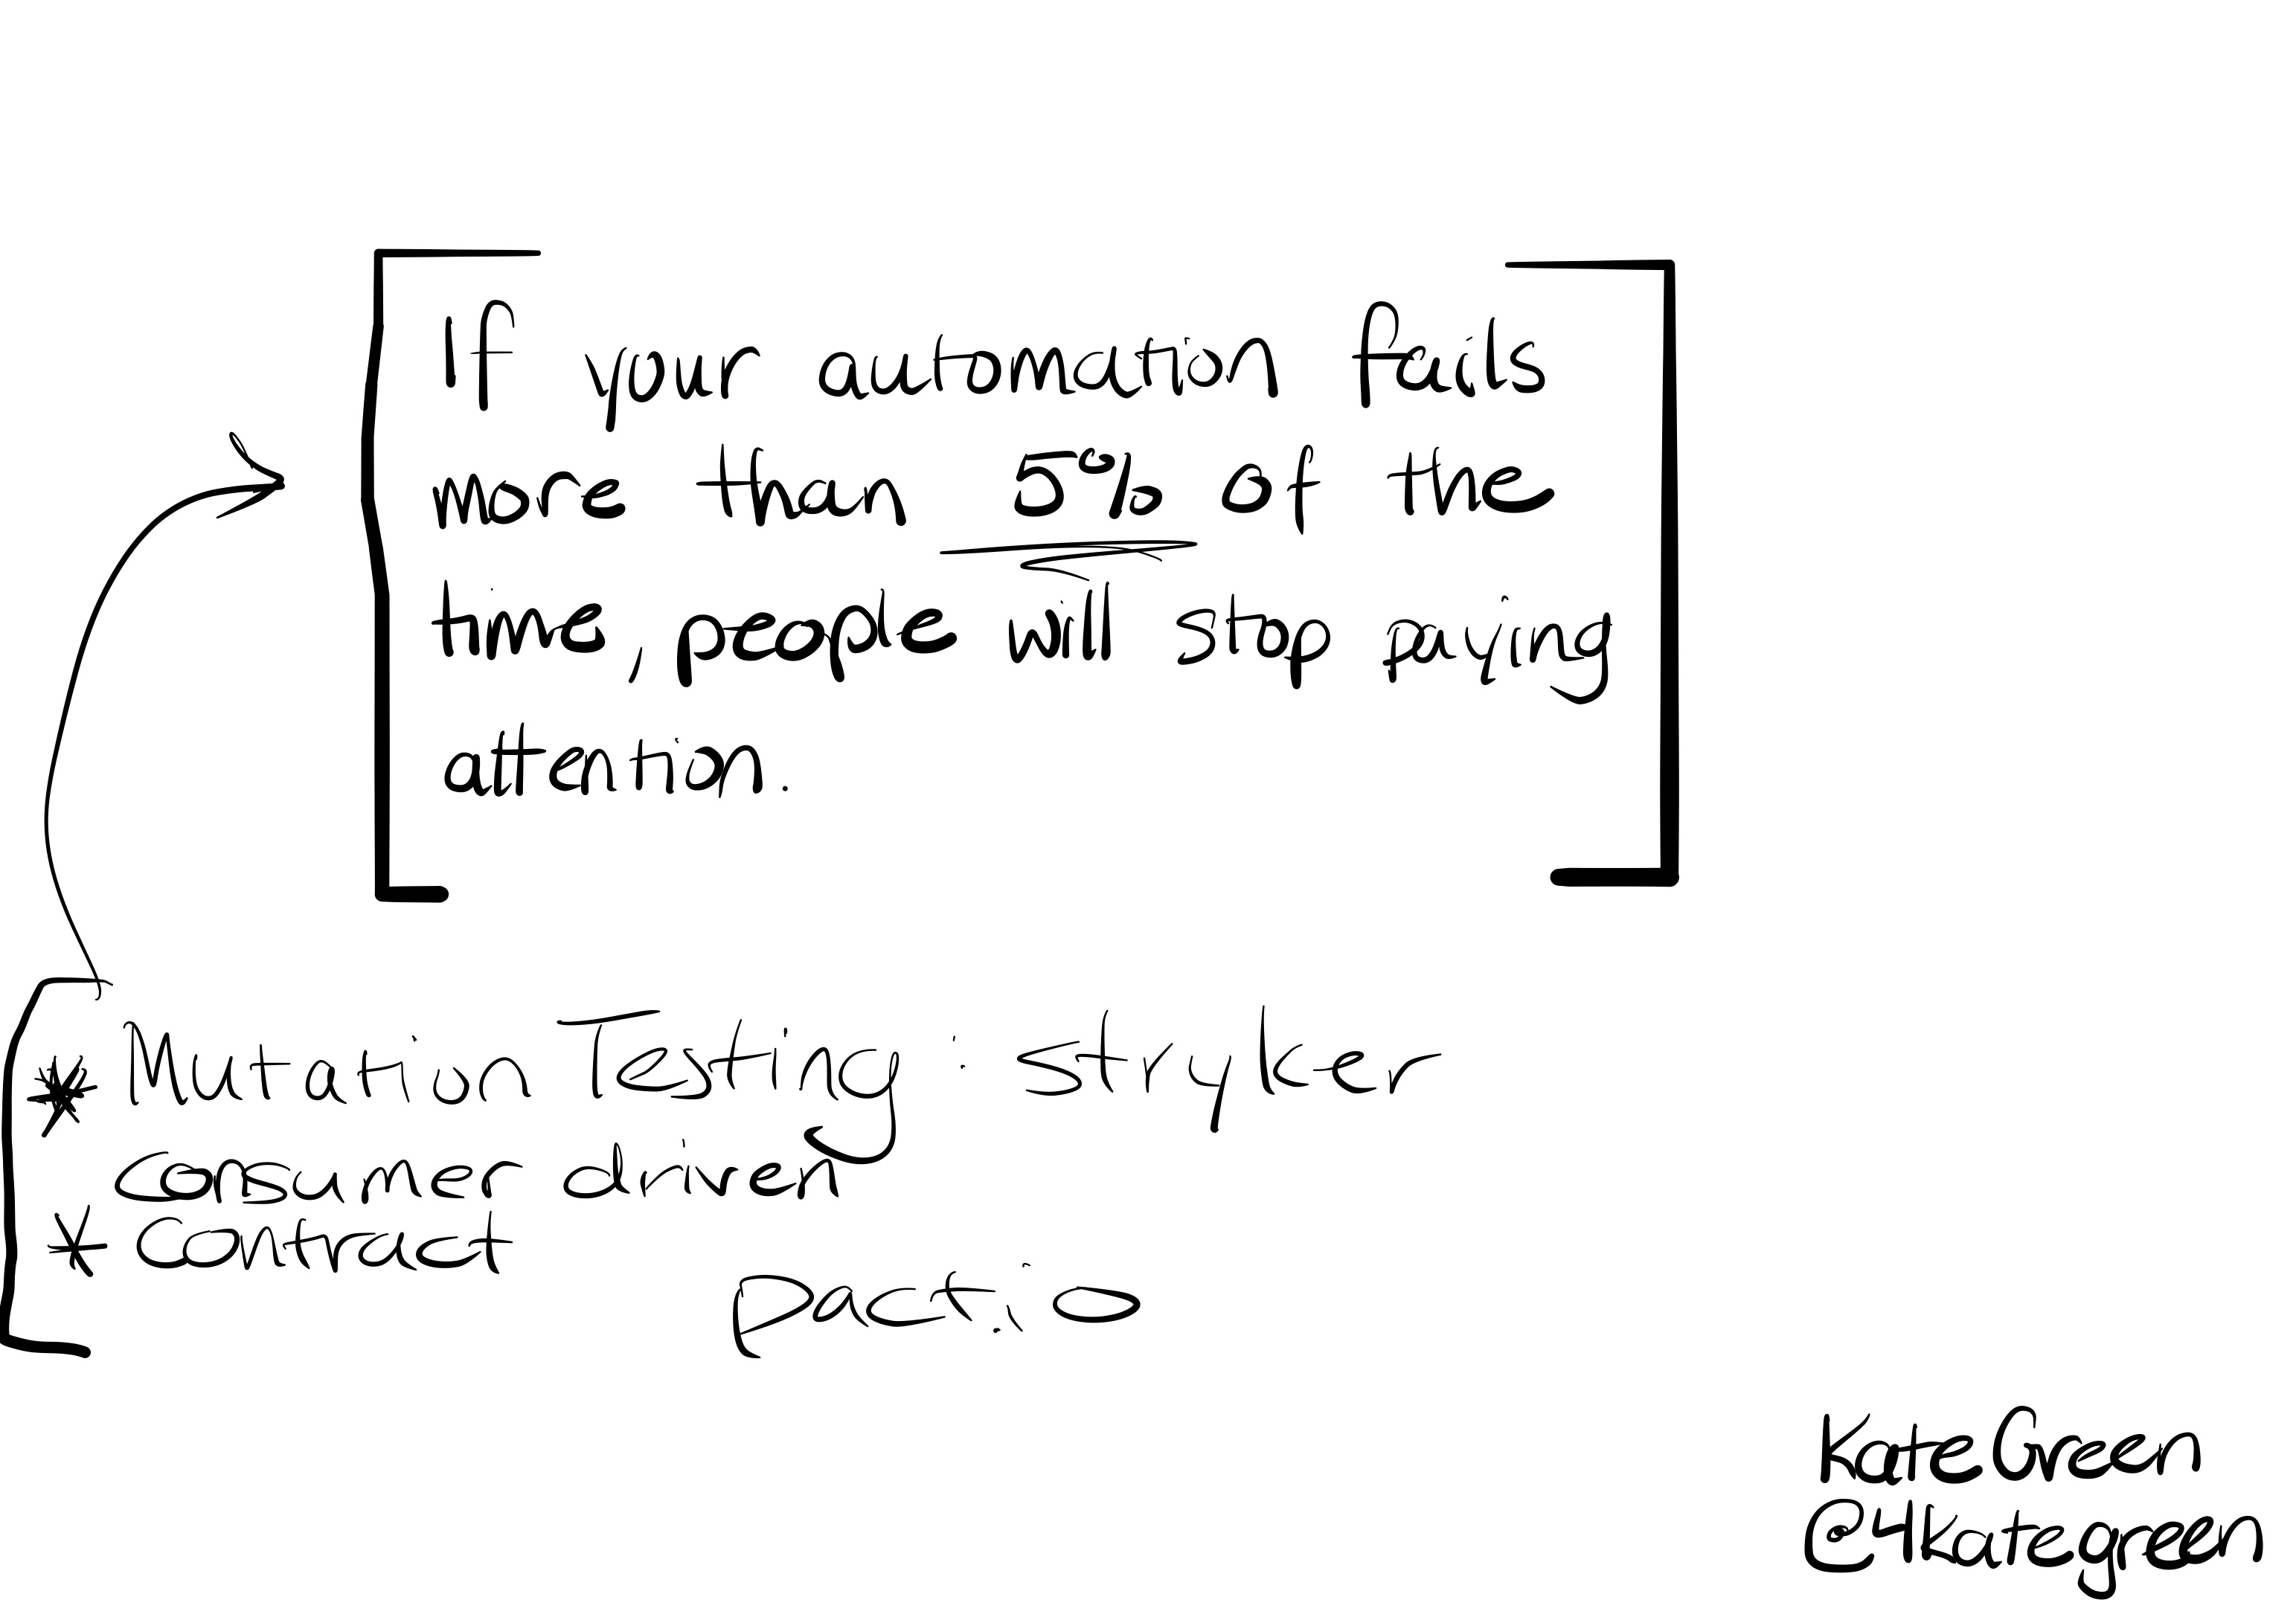 If your automation fails
more than 5% of the
time, people will stop paying
attention.
* Mutation Testing: stryker
consumer driven
* Contract
pact.io
Kate Green
@4Kategreen